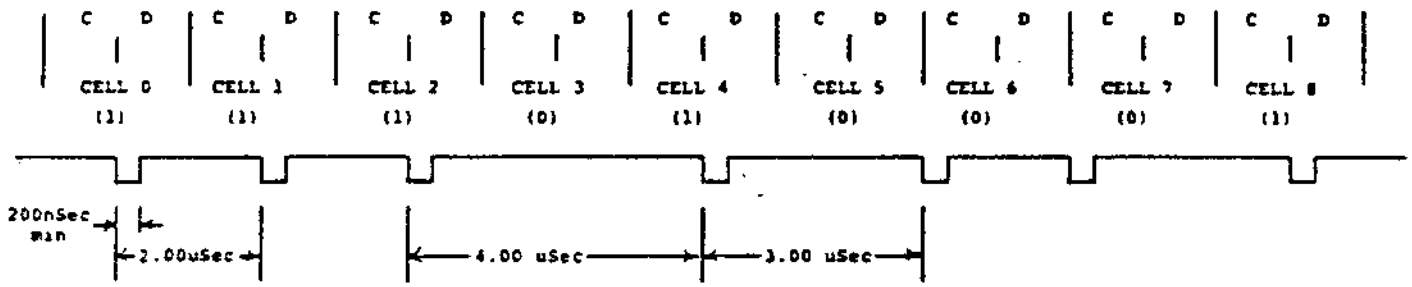 C D C D C D C D C D C D C D C D C D
CELL 0 CELL 1 CELL 2 CELL 3 CELL 4 CELL 5 CELL 6 CELL 7 CELL 8
(1) (1) (1) (0) (1) (0) (0) (0) (1)
200nSec
min
2.00uSec 4.00 uSec 3.00 uSec